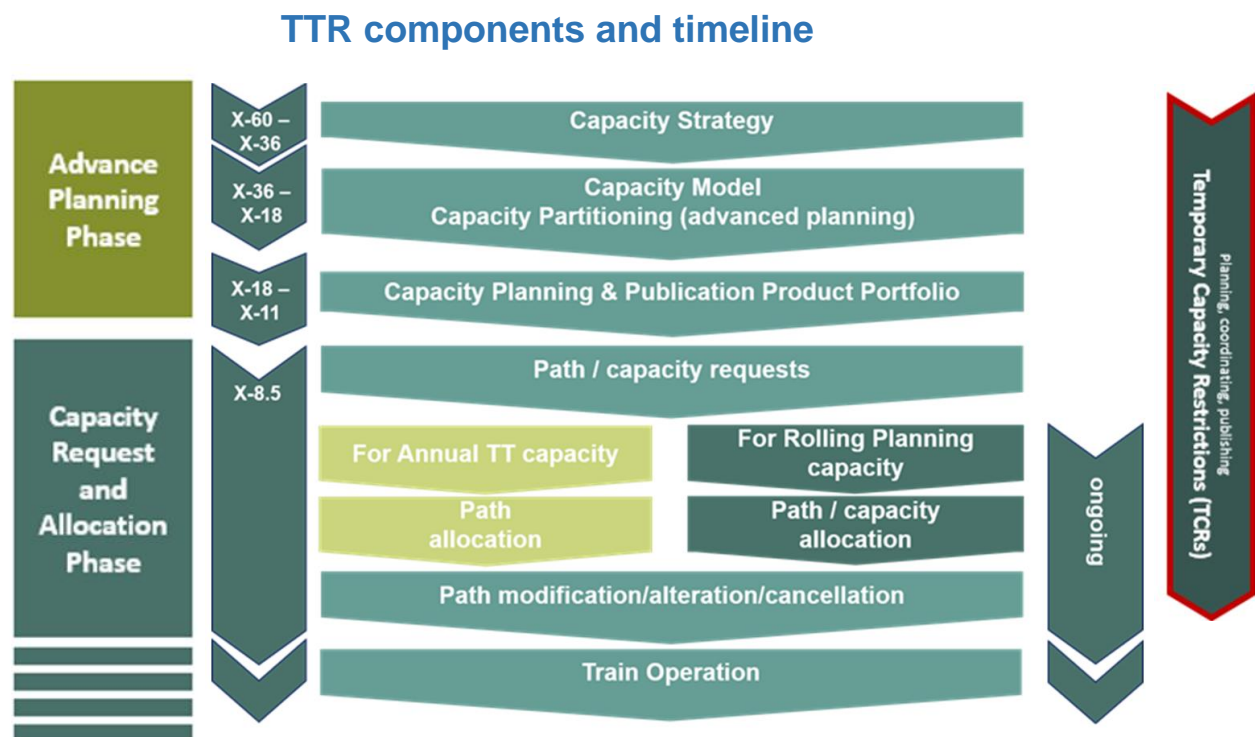 TTR components and timeline
Advance
Planning
Phase
X-60 –
X-36
Capacity Strategy
X-36 –
X-18
Capacity Model
Capacity Partitioning (advanced planning)
X-18 –
X-11
Capacity Planning & Publication Product Portfolio
Capacity
Request
and
Allocation
Phase
X-8.5
Path / capacity requests
For Annual TT capacity
For Rolling Planning
capacity
Path
allocation
Path / capacity
allocation
Path modification/alteration/cancellation
Train Operation
ongoing
Planning, coordinating, publishing
Temporary Capacity Restrictions (TCRs)